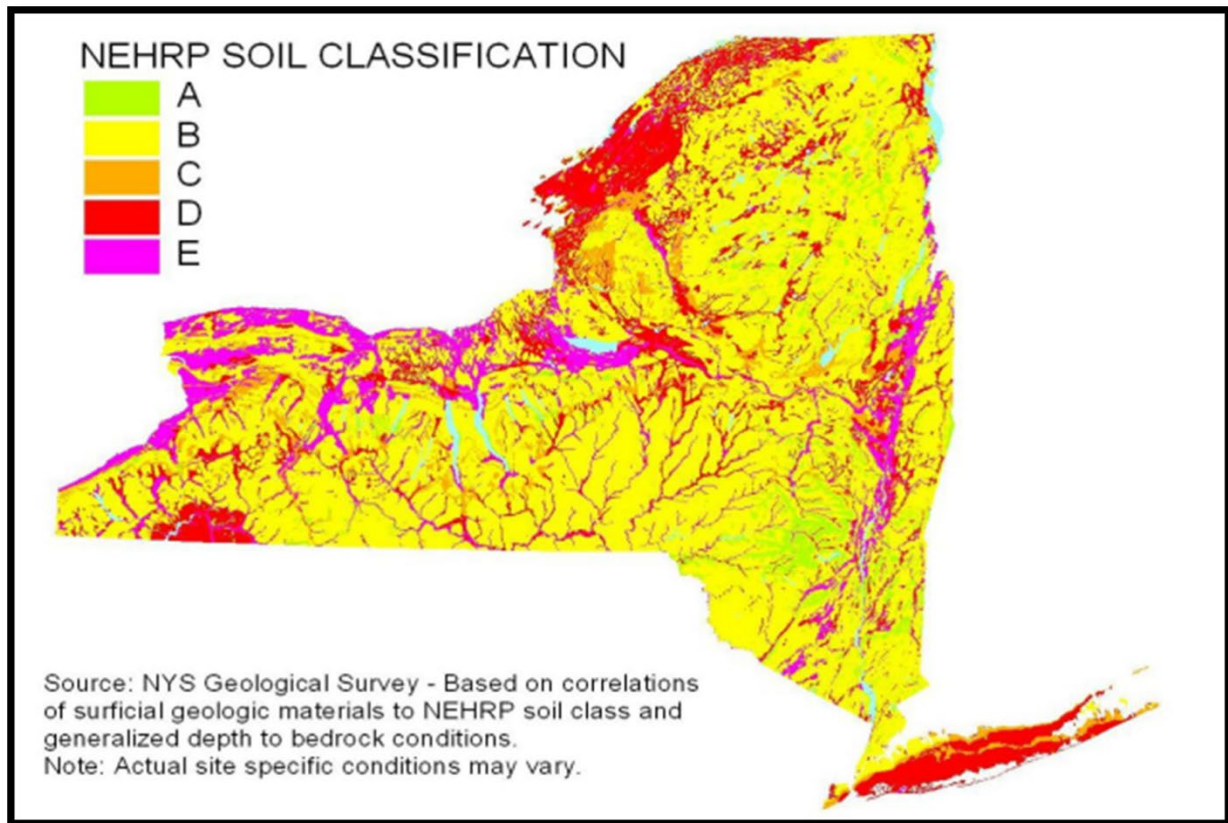 NEHRP SOIL CLASSIFICATION
A
B
C
D
E
Source: NYS Geological Survey - Based on correlations
of surficial geologic materials to NEHRP soil class and
generalized depth to bedrock conditions.
Note: Actual site specific conditions may vary.